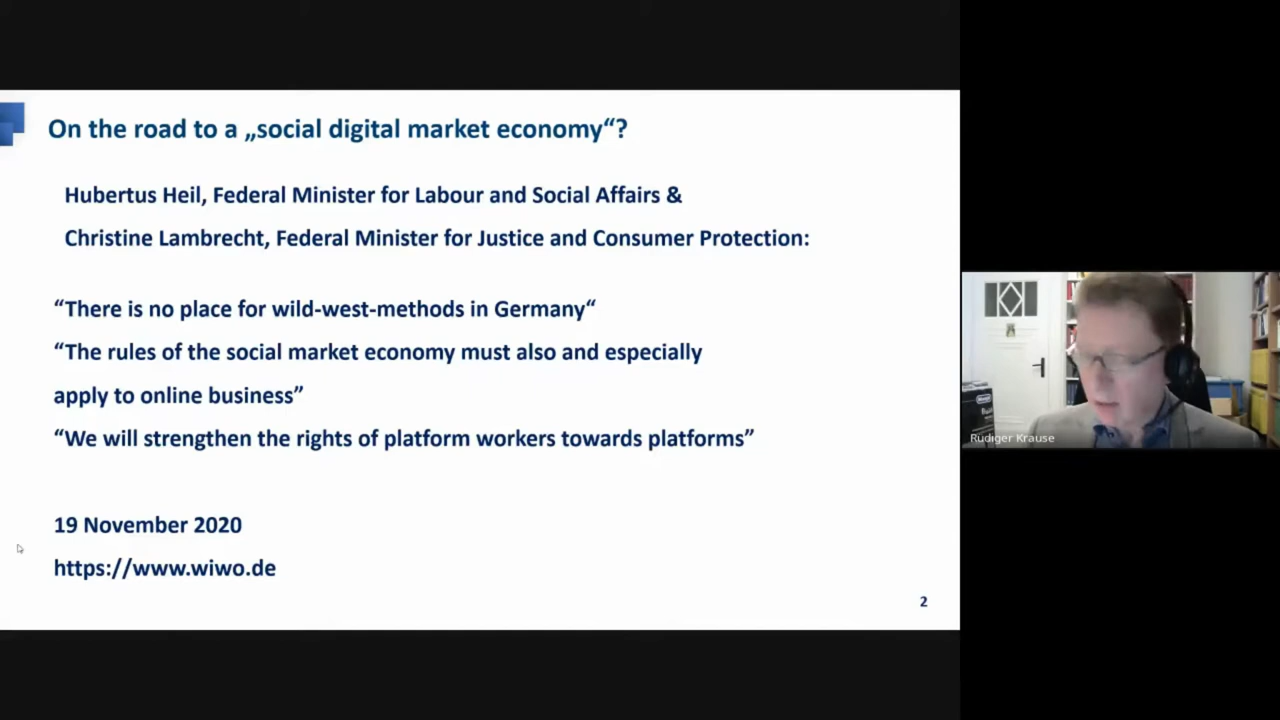 On the road to a „social digital market economy“?
Hubertus Heil, Federal Minister for Labour and Social Affairs &
Christine Lambrecht, Federal Minister for Justice and Consumer Protection:
“There is no place for wild-west-methods in Germany“
“The rules of the social market economy must also and especially
apply to online business”
“We will strengthen the rights of platform workers towards platforms”
19 November 2020
https://www.wiwo.de
2
Rüdiger Krause